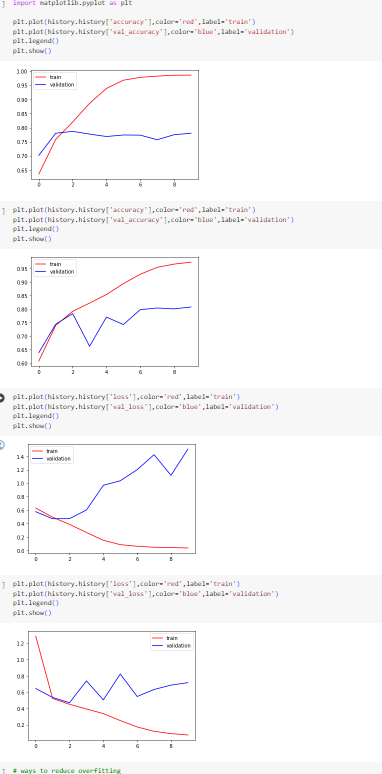 import matplotlib.pyplot as plt
plt.plot(history.history['accuracy'],color='red',label='train')
plt.plot(history.history['val_accuracy'],color='blue',label='validation')
plt.legend()
plt.show()
1.00
train
validation
0.95
0.90
0.85
0.80
0.75
0.70
0.65
0 2 4 6 8
plt.plot(history.history['accuracy'],color='red',label='train')
plt.plot(history.history['val_accuracy'],color='blue',label='validation')
plt.legend()
plt.show()
train
validation
0.95
0.90
0.85
0.80
0.75
0.70
0.65
0.60
0 2 4 6 8
plt.plot(history.history['loss'],color='red',label='train')
plt.plot(history.history['val_loss'],color='blue',label='validation')
plt.legend()
plt.show()
train
validation
1.4
1.2
1.0
0.8
0.6
0.4
0.2
0.0
0 2 4 6 8
plt.plot(history.history['loss'],color='red',label='train')
plt.plot(history.history['val_loss'],color='blue',label='validation')
plt.legend()
plt.show()
train
validation
1.2
1.0
0.8
0.6
0.4
0.2
0 2 4 6 8
# ways to reduce overfitting